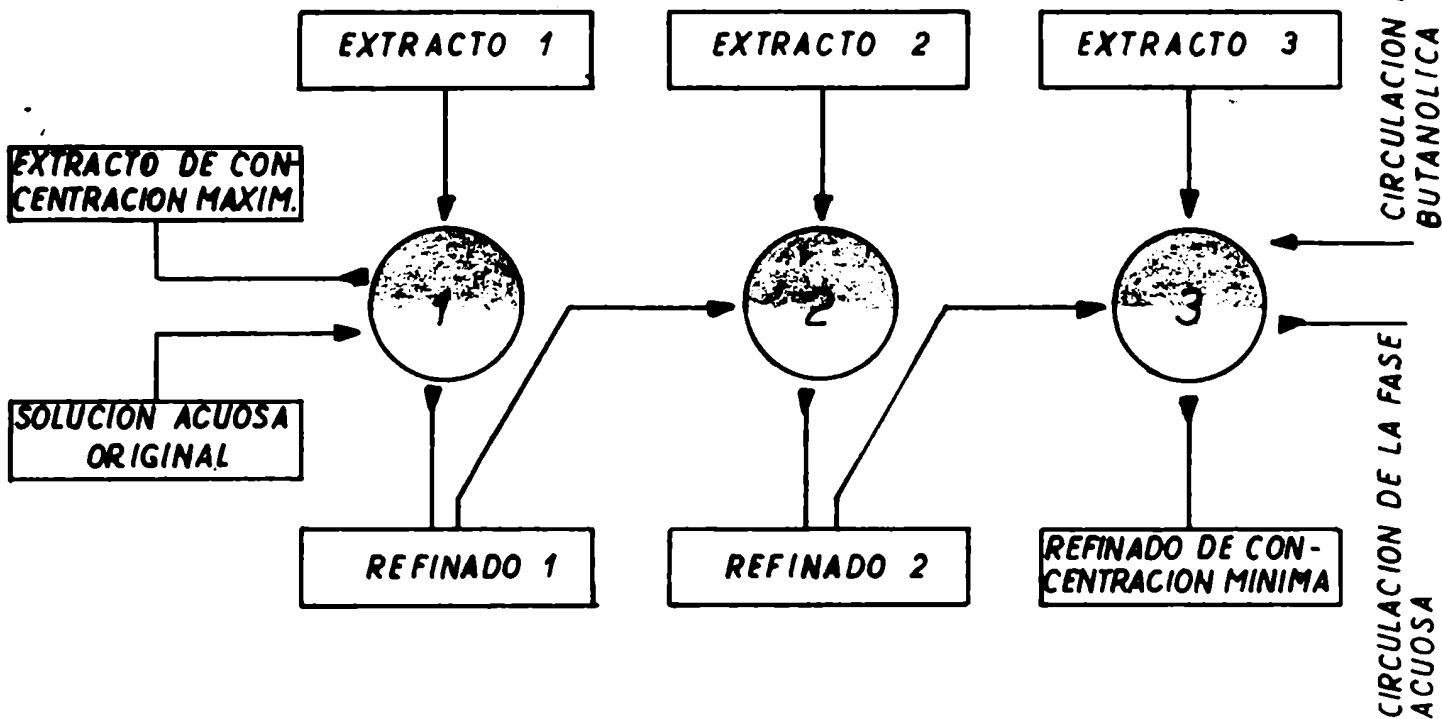 EXTRACTO 1
EXTRACTO 2
EXTRACTO 3
EXTRACTO DE CON-
CENTRACION MAXIM.
1
2
3
SOLUCION ACUOSA
ORIGINAL
REFINADO 1
REFINADO 2
REFINADO DE CON-
CENTRACION MINIMA
CIRCULACION
BUTANOLICA
CIRCULACION DE LA FASE
ACUOSA